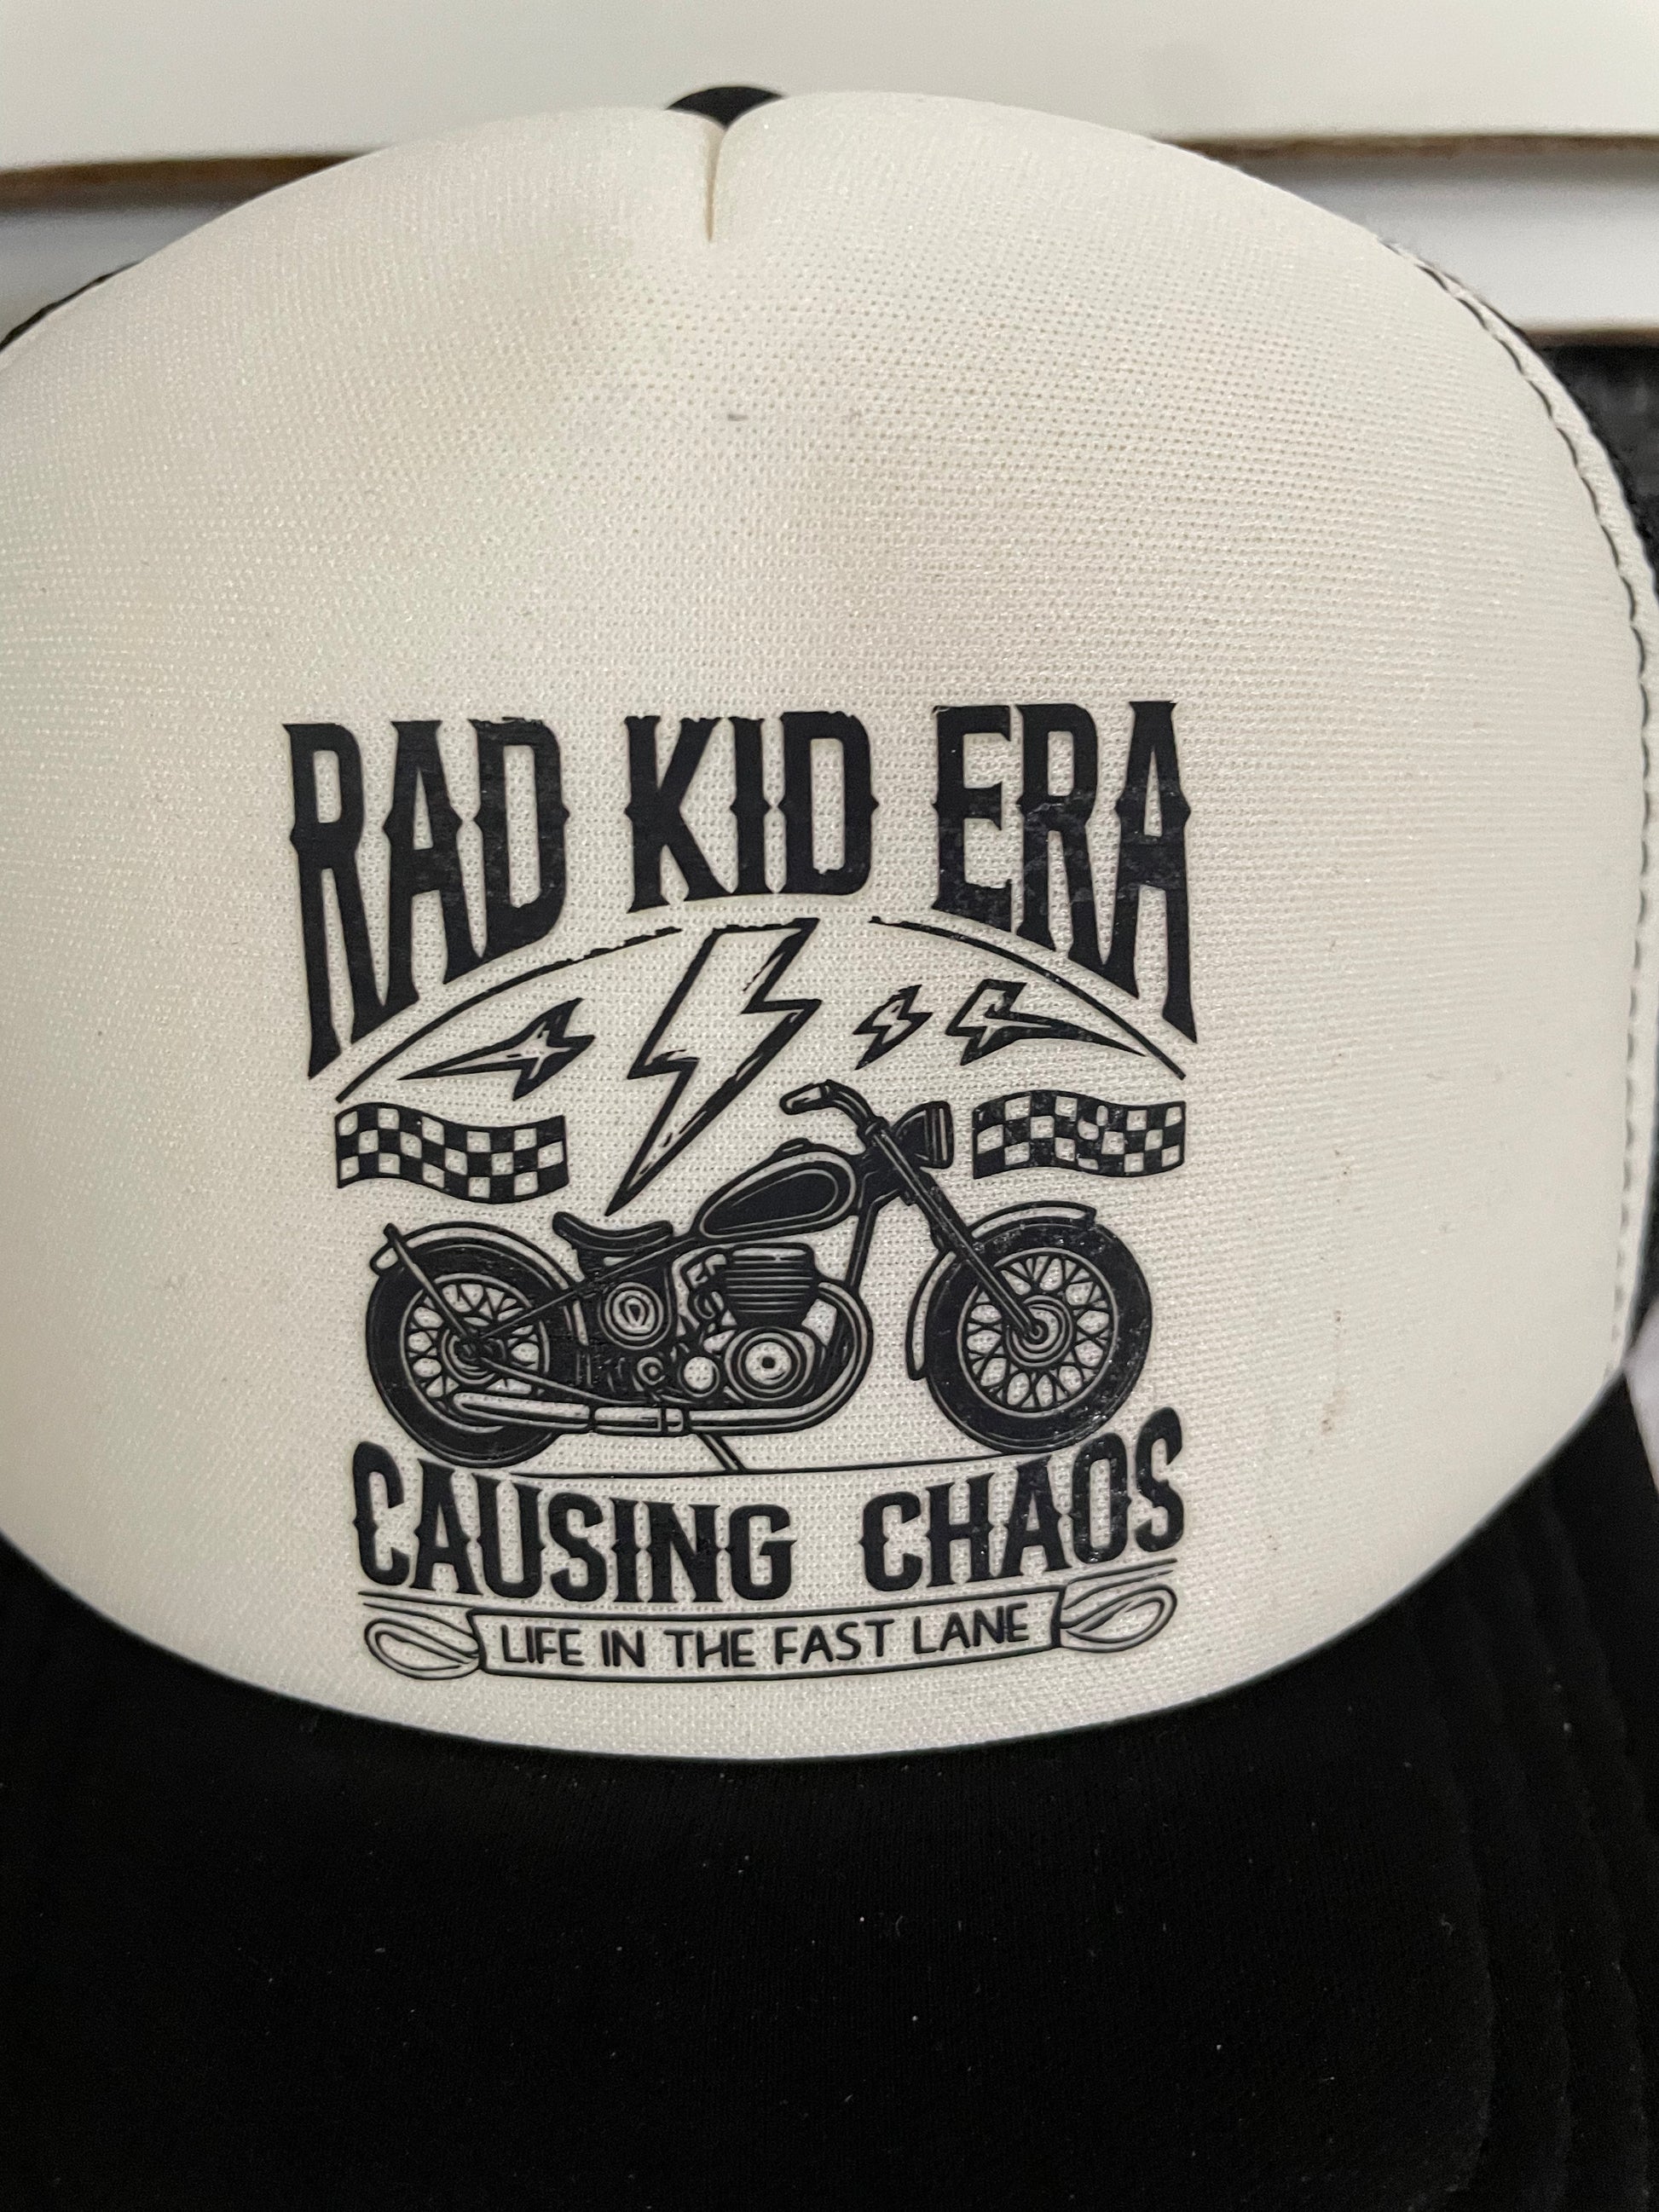 RAD KID ERA
CAUSING CHAOS
LIFE IN THE FAST LANE